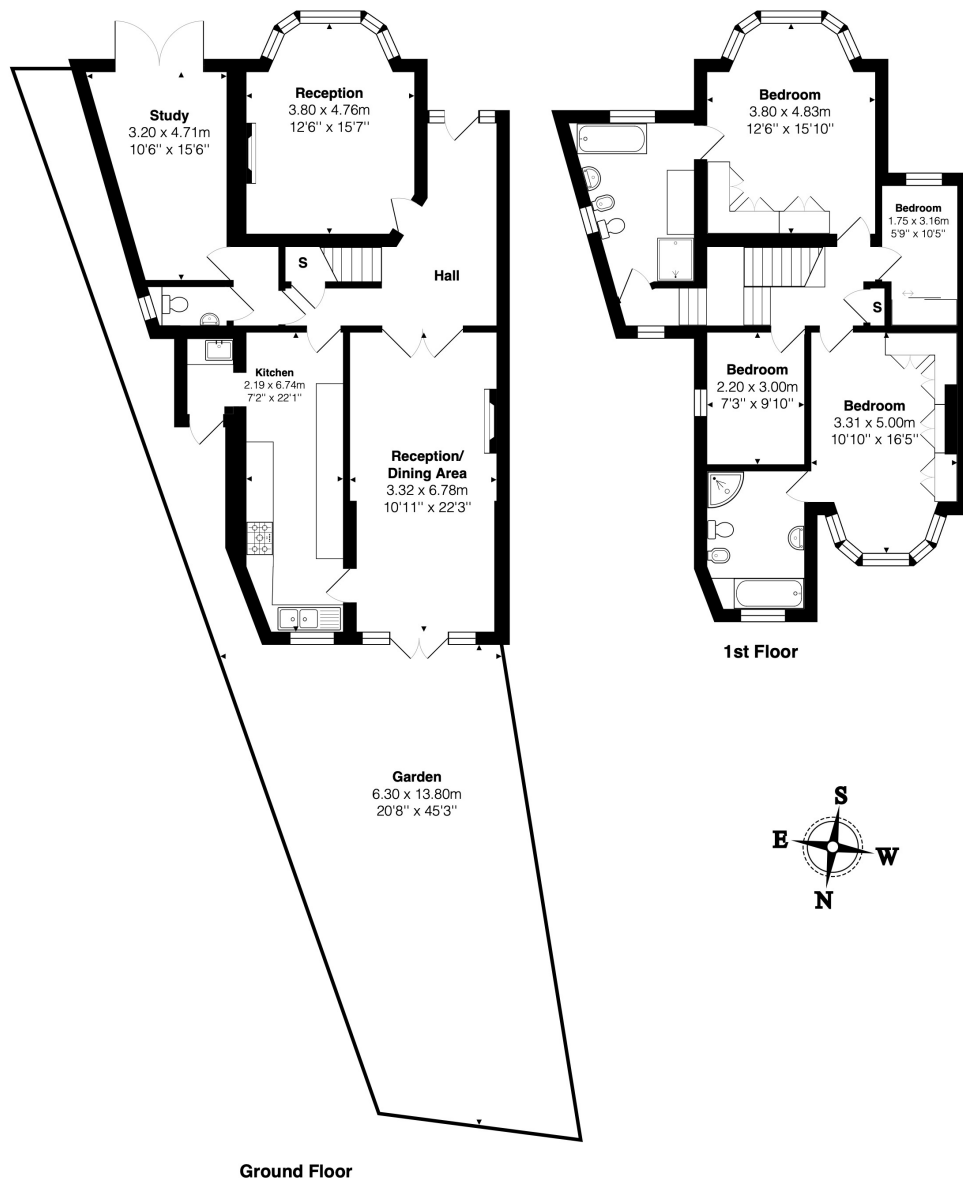 Study
3.20 x 4.71m
10'6'' x 15'6''
Reception
3.80 x 4.76m
12'6'' x 15'7''
S
Hall
Kitchen
2.19 x 6.74m
7'2'' x 22'1''
Reception/
Dining Area
3.32 x 6.78m
10'11'' x 22'3''
Garden
6.30 x 13.80m
20'8'' x 45'3''
Ground Floor
Bedroom
3.80 x 4.83m
12'6'' x 15'10''
Bedroom
1.75 x 3.16m
5'9'' x 10'5''
S
Bedroom
2.20 x 3.00m
7'3'' x 9'10''
Bedroom
3.31 x 5.00m
10'10'' x 16'5''
1st Floor
S
E
W
N